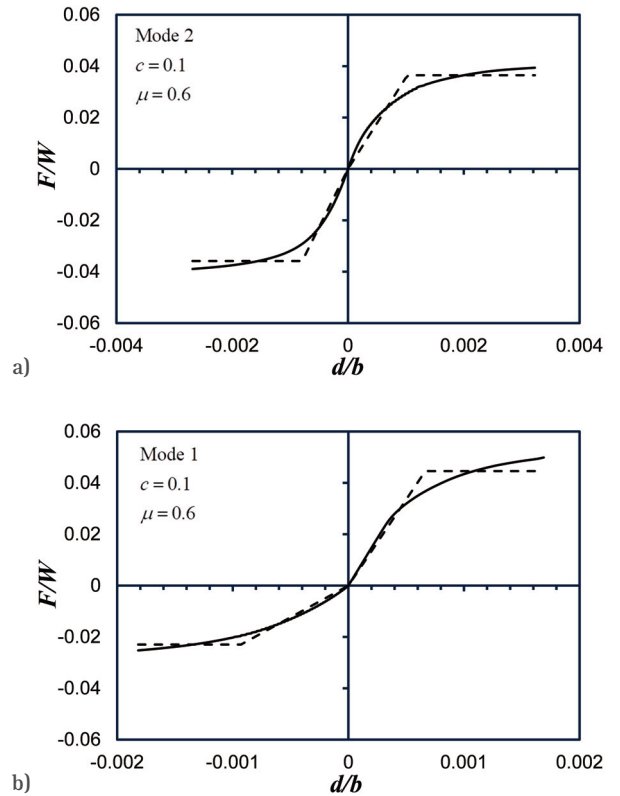 0.06
Mode 2
c = 0.1
μ = 0.6
0.04
0.02
F/W
0
-0.02
-0.04
-0.06
-0.004 -0.002 0 0.002 0.004
a)
d/b
0.06
Mode 1
c = 0.1
μ = 0.6
0.04
0.02
F/W
0
-0.02
-0.04
-0.06
-0.002 -0.001 0 0.001 0.002
b)
d/b